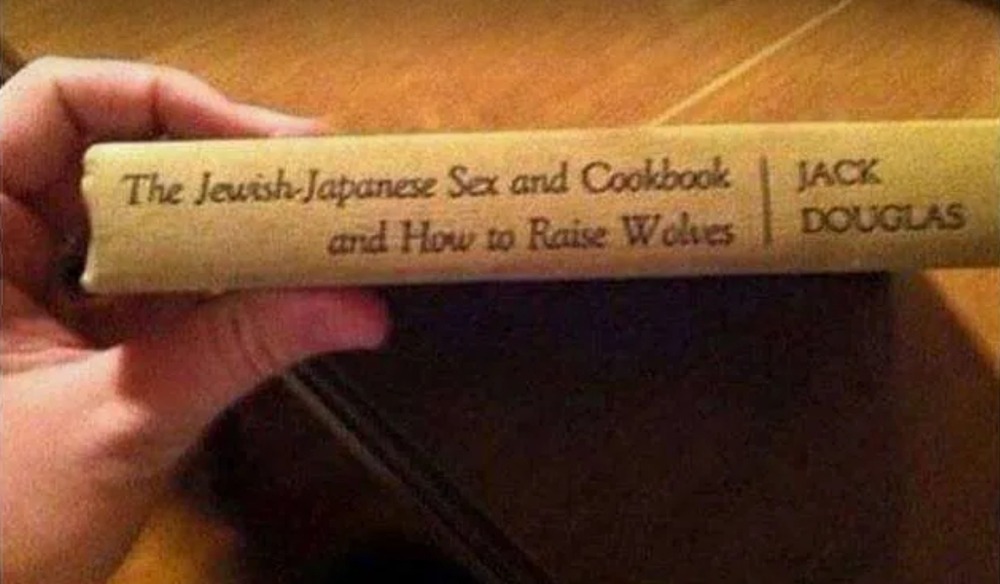 The Jewish-Japanese Sex and Cookbook
and How to Raise Wolves
JACK
DOUGLAS